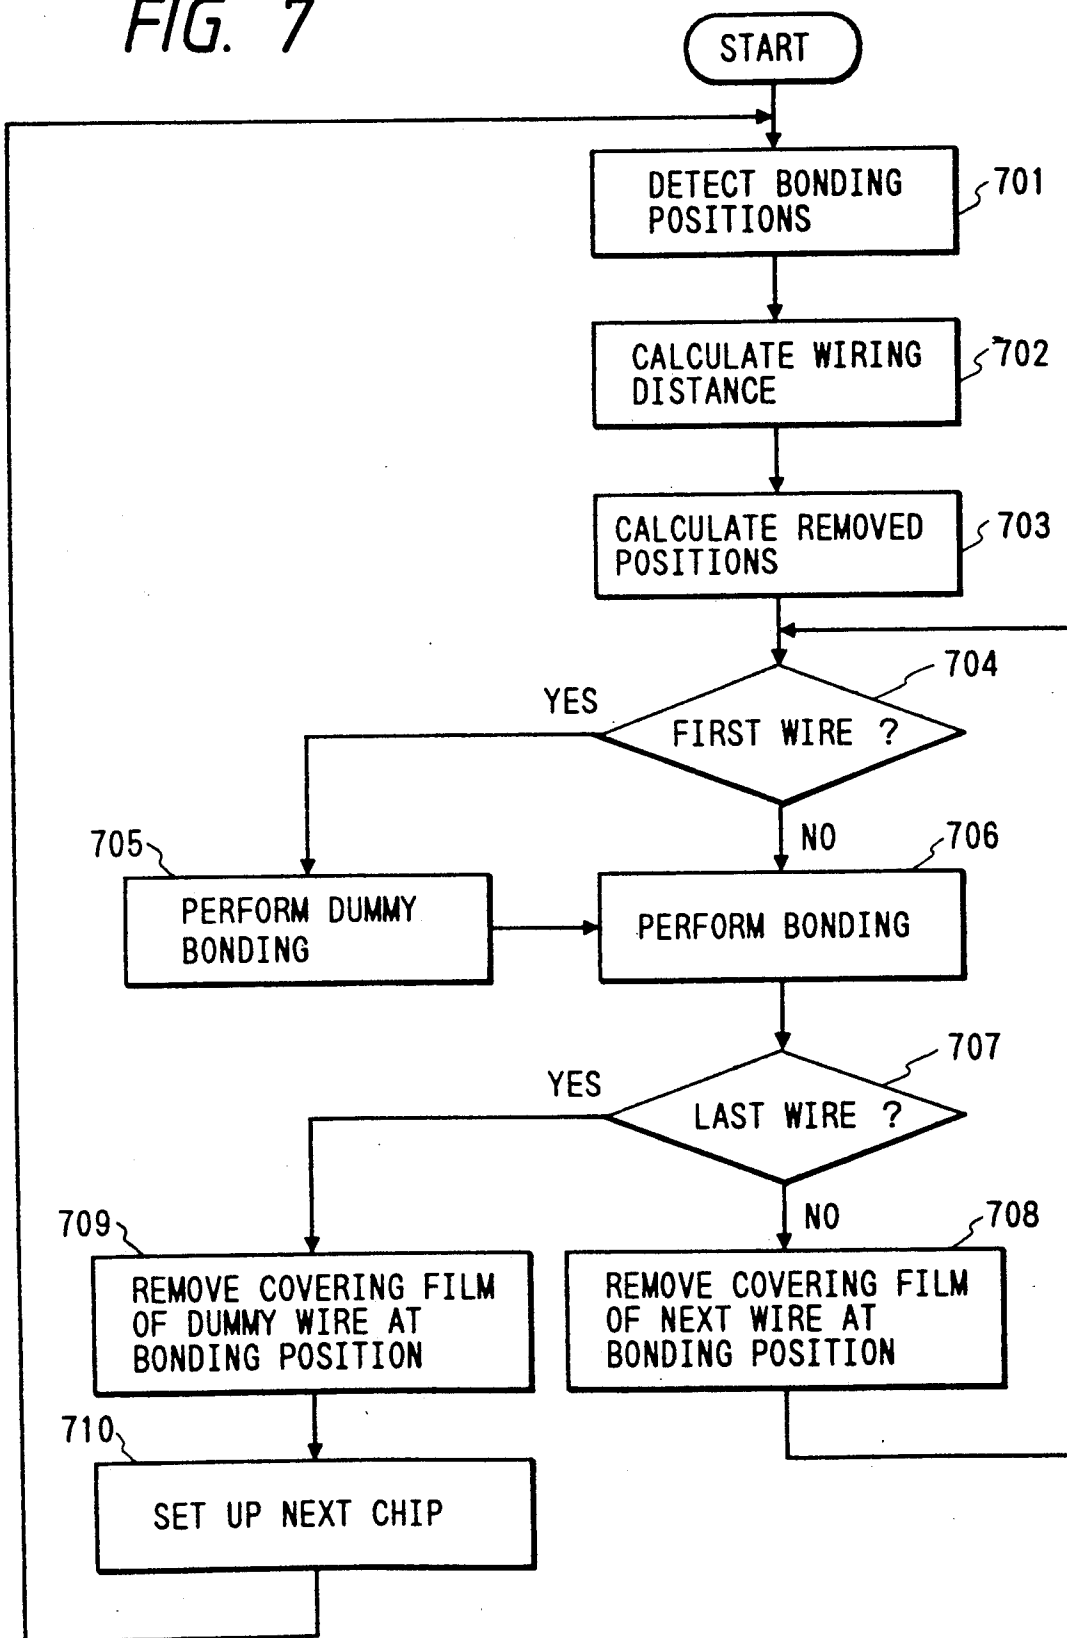 FIG. 7
START
DETECT BONDING
POSITIONS
701
CALCULATE WIRING
DISTANCE
702
CALCULATE REMOVED
POSITIONS
703
704
YES
FIRST WIRE ?
NO
705
706
PERFORM DUMMY
BONDING
PERFORM BONDING
707
YES
LAST WIRE ?
NO
709
708
REMOVE COVERING FILM
OF DUMMY WIRE AT
BONDING POSITION
REMOVE COVERING FILM
OF NEXT WIRE AT
BONDING POSITION
710
SET UP NEXT CHIP